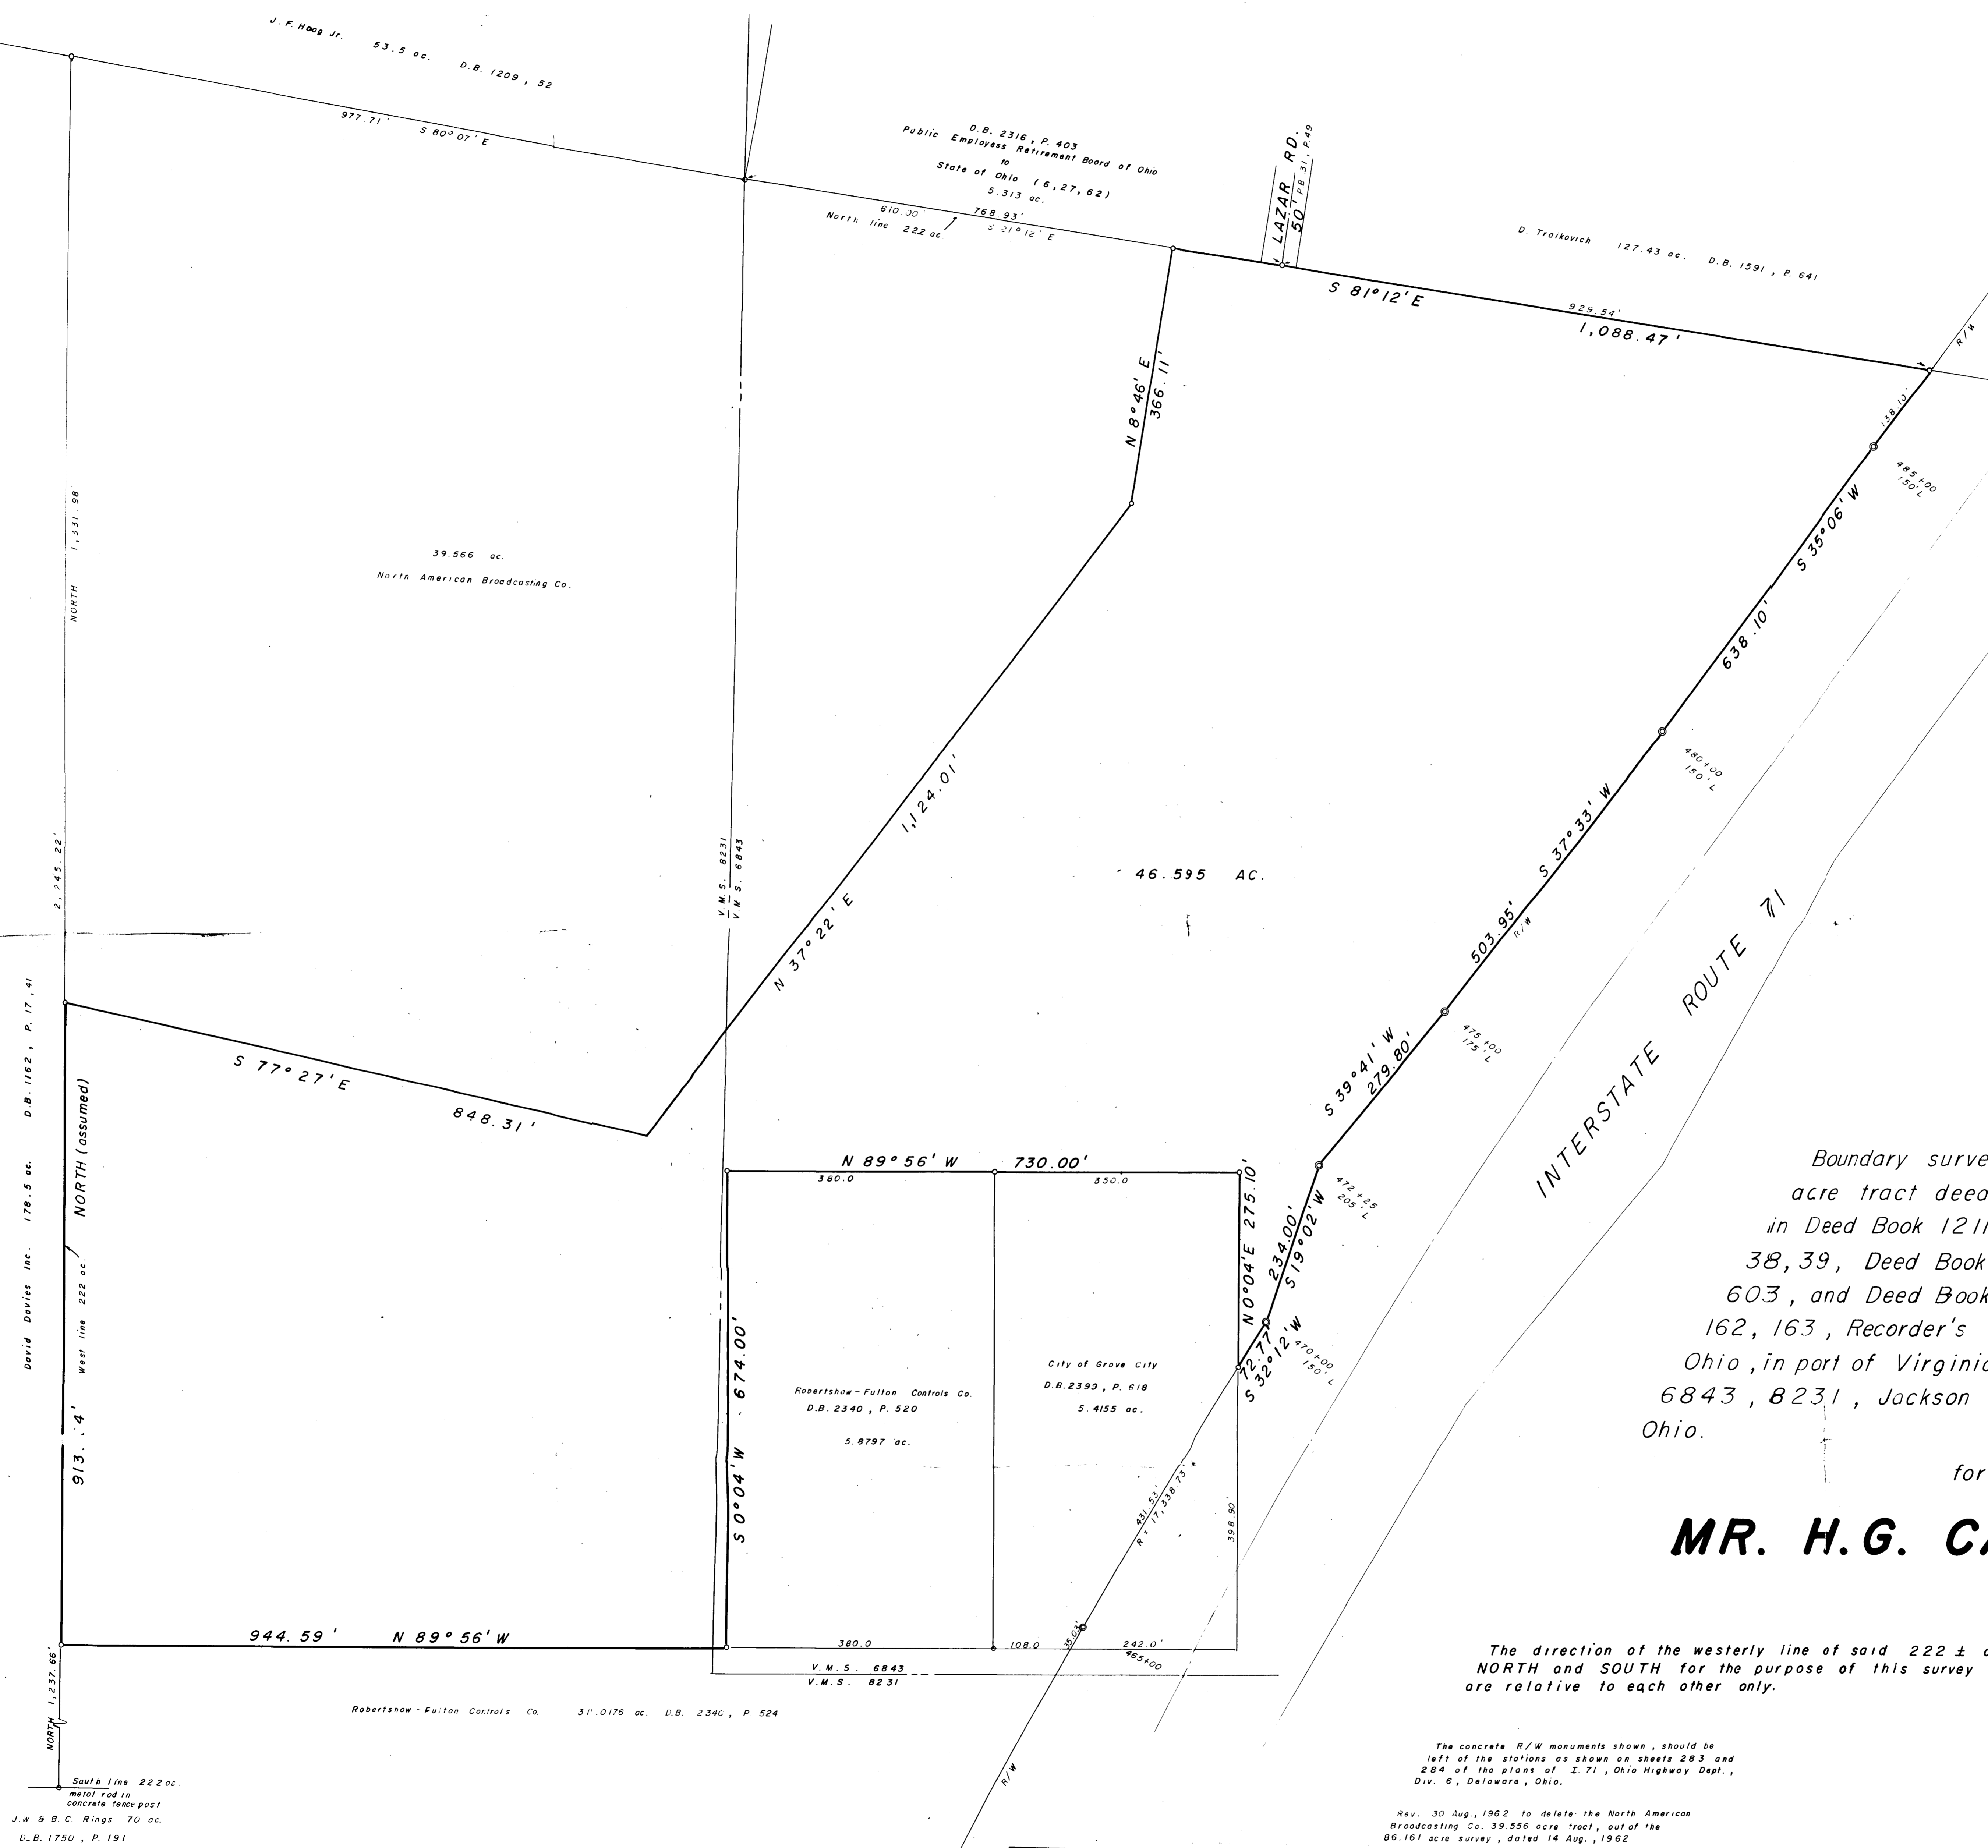 J. F. Hoag Jr. 53.5 ac. D.B. 1209, 52
977.71' S 80° 07' E
D.B. 2316, P. 403
Public Employess Retirement Board of Ohio
to
State of Ohio (6,27,62)
5.313 ac.
610.00' 768.93'
North line 222 ac. S 81°12' E
LAZAR RD.
50' P.B. 31, P.49
D. Traikovich 127.43 ac. D.B. 1591, P. 641
S 81°12' E
929.54'
1,088.47'
R/W
138.10'
485+00
150' L
N 8°46' E
366.11'
S 35°06' W
638.10'
NORTH 1,331.98
39.566 ac.
North American Broadcasting Co.
480+00
150' L
1,124.01'
N 37° 22' E
2,245.22'
V.M.S. 8231
V.M.S. 6843
46.595 AC.
S 37° 33' W
503.95'
R/W
INTERSTATE ROUTE 71
475+00
175' L
S 39°41' W
279.80'
S 77°27' E
848.31'
David Davies Inc. 178.5 ac. D.B. 1162, P. 17, 41
NORTH (assumed)
West line 222 ac.
N 89°56' W 730.00'
380.0 350.0
472+25
205' L
N 0°04' E 275.10'
234.00'
S 19°02' W
72.77'
S 32°12' W
470+00
150' L
S 0°04' W 674.00'
Robertshaw-Fulton Controls Co.
D.B. 2340, P. 520
5.8797 ac.
City of Grove City
D.B. 2390, P. 618
5.4155 ac.
431.53'
R = 17,338.73'
398.90'
944.59' N 89°56' W
380.0 108.0 35.03' 242.0'
465+00
V.M.S. 6843
V.M.S. 8231
NORTH 1,237.66'
Robertshaw-Fulton Controls Co. 31.0176 ac. D.B. 2340, P. 524
R/W
South line 222 ac.
metal rod in
concrete fence post
J.W. & B.C. Rings 70 ac.
D.B. 1750, P. 191
Boundary surve
acre tract deed
in Deed Book 1211
38, 39, Deed Book
603, and Deed Book
162, 163, Recorder's
Ohio, in part of Virginia
6843, 8231, Jackson
Ohio.
for
MR. H.G. CA
The direction of the westerly line of said 222 ± a
NORTH and SOUTH for the purpose of this survey
are relative to each other only.
The concrete R/W monuments shown, should be
left of the stations as shown on sheets 283 and
284 of the plans of I. 71, Ohio Highway Dept.,
Div. 6, Delaware, Ohio.
Rev. 30 Aug., 1962 to delete the North American
Broadcasting Co. 39.556 acre tract, out of the
86.161 acre survey, dated 14 Aug., 1962